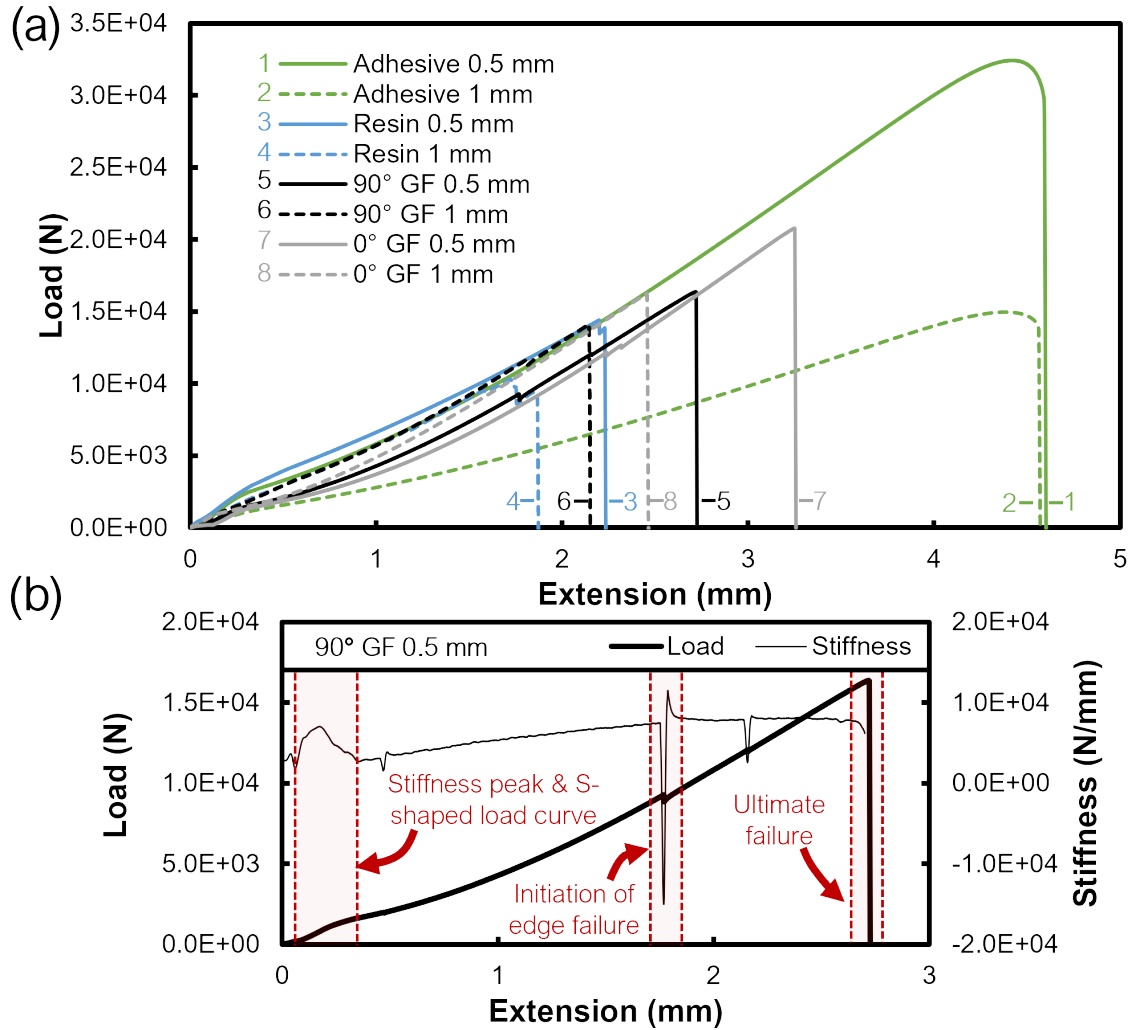 (a)
3.5E+04
3.0E+04
2.5E+04
2.0E+04
1.5E+04
1.0E+04
5.0E+03
0.0E+00
Load (N)
1 Adhesive 0.5 mm
2 Adhesive 1 mm
3 Resin 0.5 mm
4 Resin 1 mm
5 90° GF 0.5 mm
6 90° GF 1 mm
7 0° GF 0.5 mm
8 0° GF 1 mm
4 6 3 8 5 7 2 1
0 1 2 3 4 5
Extension (mm)
(b)
2.0E+04
1.5E+04
1.0E+04
5.0E+03
0.0E+00
Load (N)
90° GF 0.5 mm Load Stiffness
Stiffness peak & S-
shaped load curve
Initiation of
edge failure
Ultimate
failure
2.0E+04
1.0E+04
0.0E+00
-1.0E+04
-2.0E+04
Stiffness (N/mm)
0 1 2 3
Extension (mm)